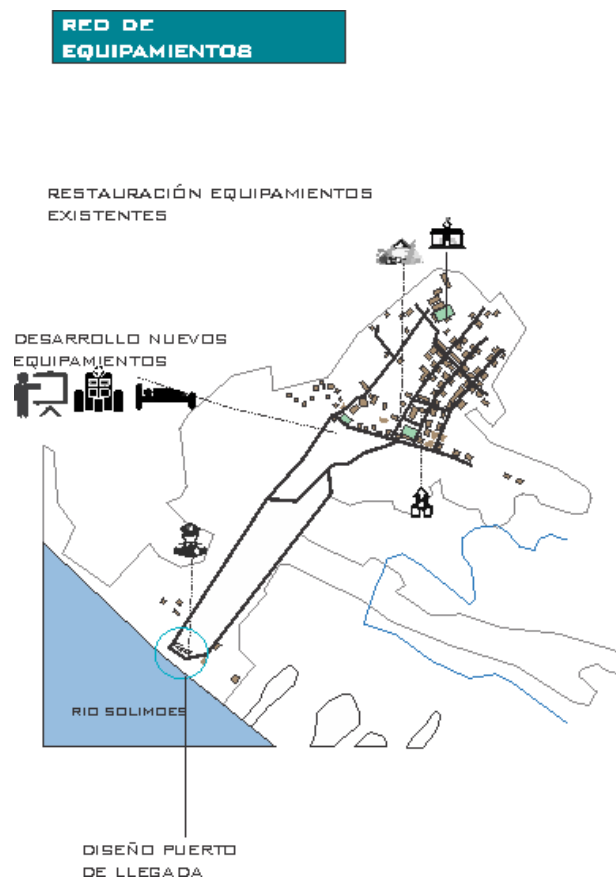 RED DE
EQUIPAMIENTOS
RESTAURACIÓN EQUIPAMIENTOS
EXISTENTES
DESARROLLO NUEVOS
EQUIPAMIENTOS
RIO SOLIMOES
DISEÑO PUERTO
DE LLEGADA